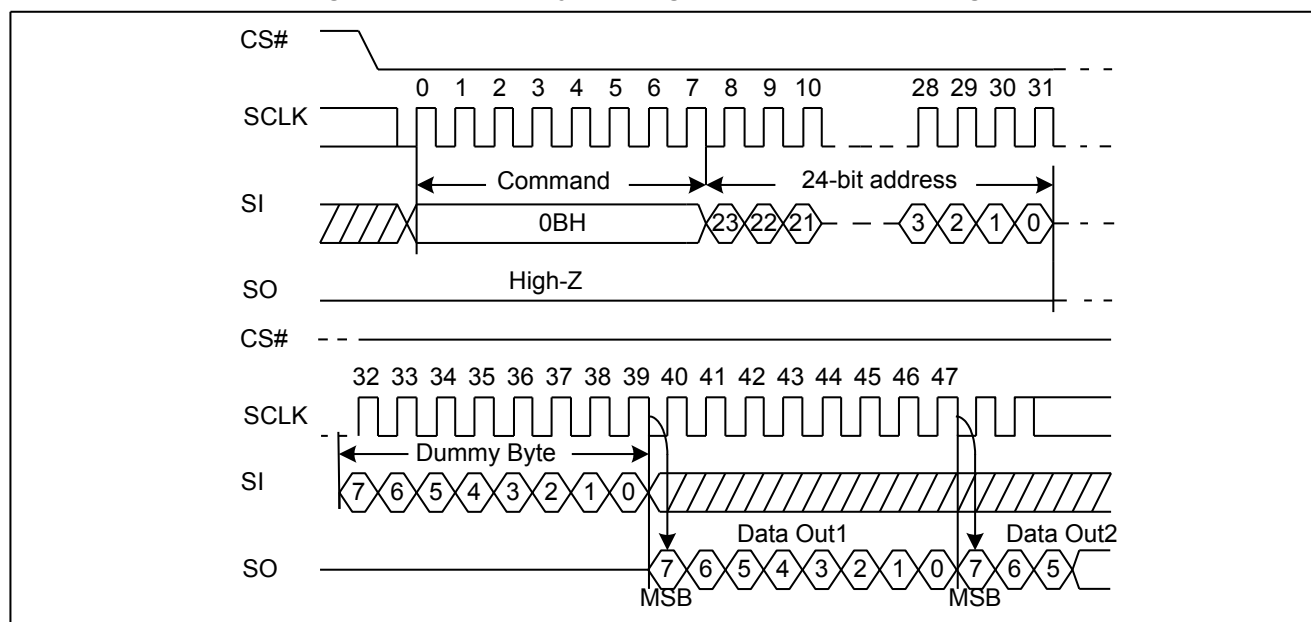 CS#
0 1 2 3 4 5 6 7 8 9 10 28 29 30 31
SCLK
Command 24-bit address
SI
0BH 23 22 21 3 2 1 0
High-Z
SO
CS#
32 33 34 35 36 37 38 39 40 41 42 43 44 45 46 47
SCLK
Dummy Byte
SI
7 6 5 4 3 2 1 0
Data Out1 Data Out2
SO
7 6 5 4 3 2 1 0 7 6 5
MSB MSB